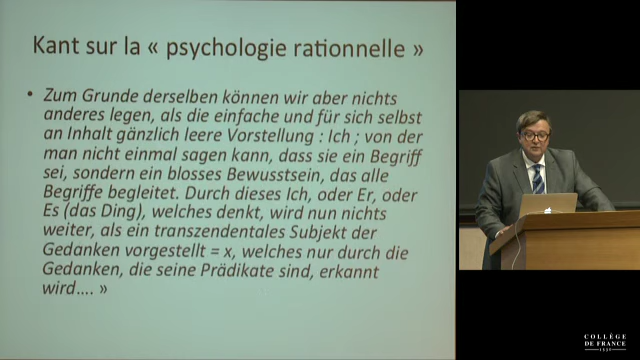 Kant sur la « psychologie rationnelle »
• Zum Grunde derselben können wir aber nichts
anderes legen, als die einfache und für sich selbst
an Inhalt gänzlich leere Vorstellung : Ich ; von der
man nicht einmal sagen kann, dass sie ein Begriff
sei, sondern ein blosses Bewusstsein, das alle
Begriffe begleitet. Durch dieses Ich, oder Er, oder
Es (das Ding), welches denkt, wird nun nichts
weiter, als ein transzendentales Subjekt der
Gedanken vorgestellt = x, welches nur durch die
Gedanken, die seine Prädikate sind, erkannt
wird.... »
COLLÈGE
DE FRANCE
1530